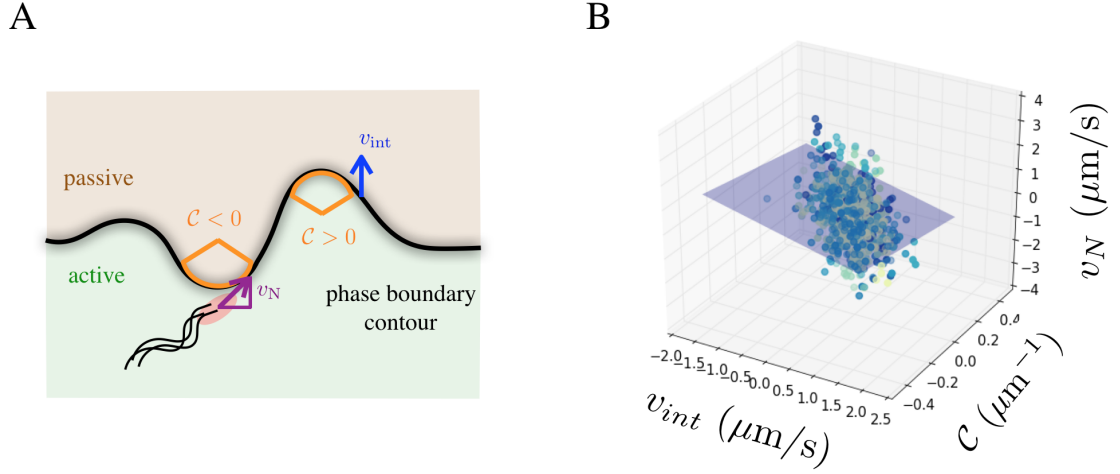 A
B
passive
active
𝒞 < 0
𝒞 > 0
v_int
v_N
phase boundary
contour
4
3
2
1
0
−1
−2
−3
−4
v_N (μm/s)
−2.0 −1.5 −1.0 −0.5 0.0 0.5 1.0 1.5 2.0 2.5
v_int (μm/s)
−0.4 −0.2 0.0 0.2
𝒞 (μm⁻¹)